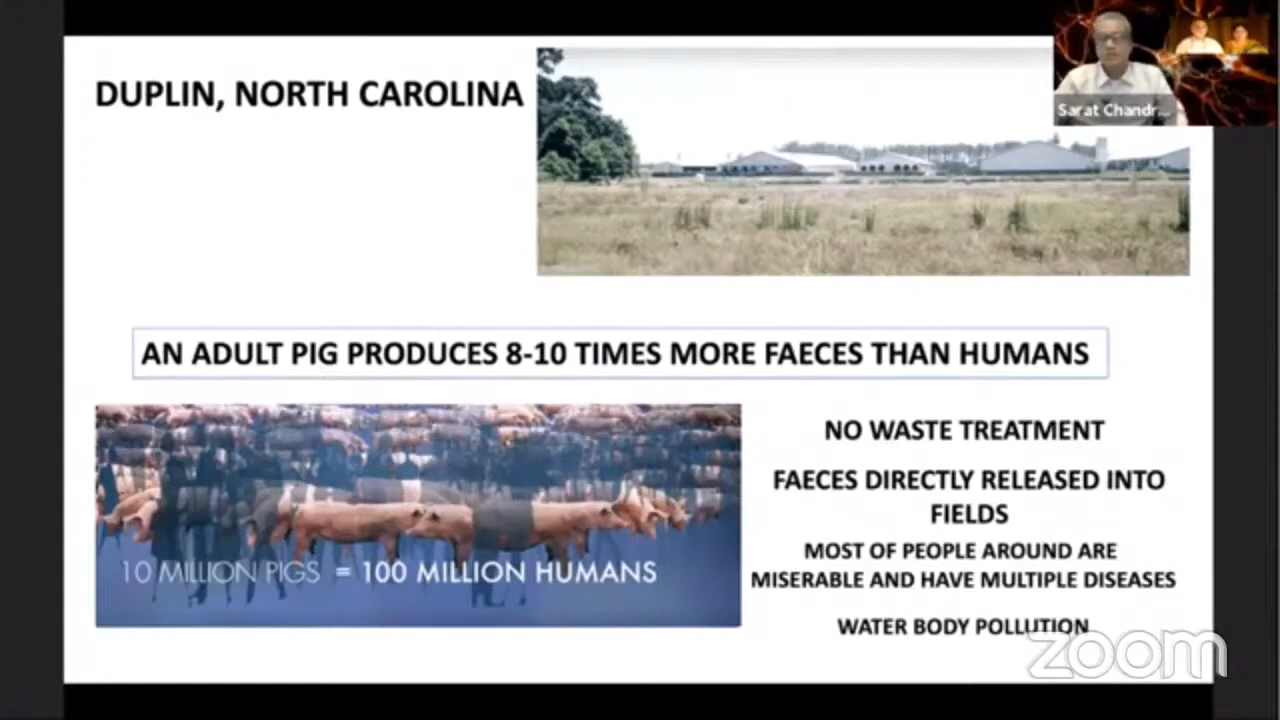 DUPLIN, NORTH CAROLINA
Sarat Chandr...
AN ADULT PIG PRODUCES 8-10 TIMES MORE FAECES THAN HUMANS
10 MILLION PIGS = 100 MILLION HUMANS
NO WASTE TREATMENT
FAECES DIRECTLY RELEASED INTO
FIELDS
MOST OF PEOPLE AROUND ARE
MISERABLE AND HAVE MULTIPLE DISEASES
WATER BODY POLLUTION
zoom